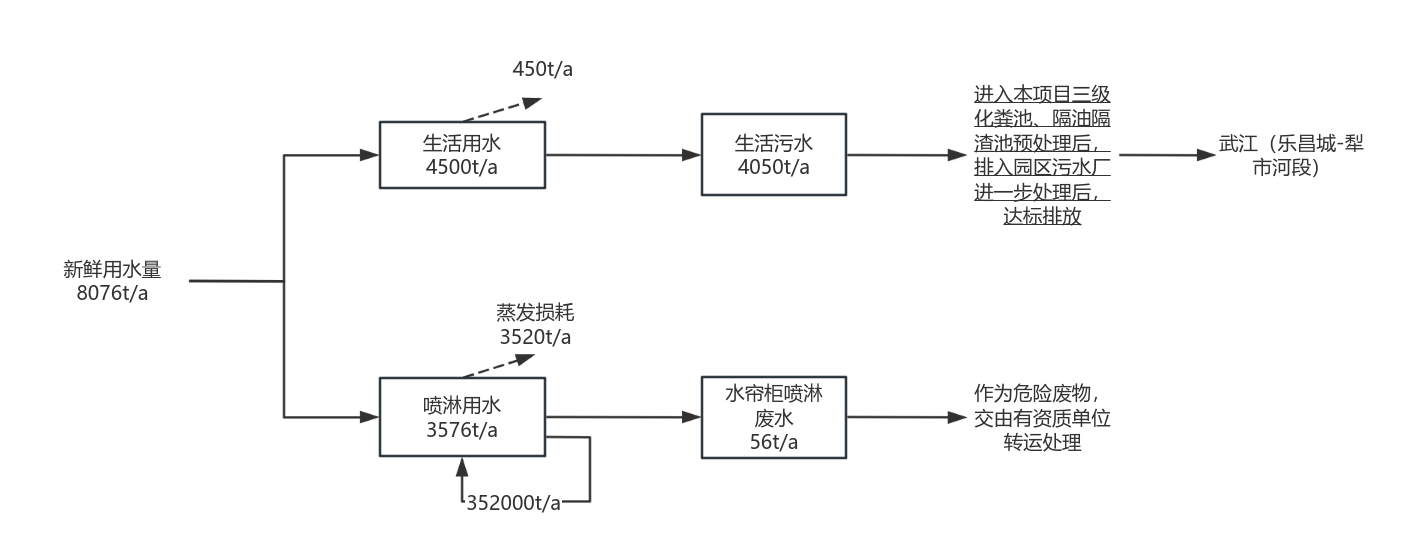 450t/a
生活用水
4500t/a
生活污水
4050t/a
进入本项目三级
化粪池、隔油隔
渣池预处理后，
排入园区污水厂
进一步处理后，
达标排放
武江（乐昌城-犁
市河段）
新鲜用水量
8076t/a
蒸发损耗
3520t/a
喷淋用水
3576t/a
352000t/a
水帘柜喷淋
废水
56t/a
作为危险废物，
交由有资质单位
转运处理